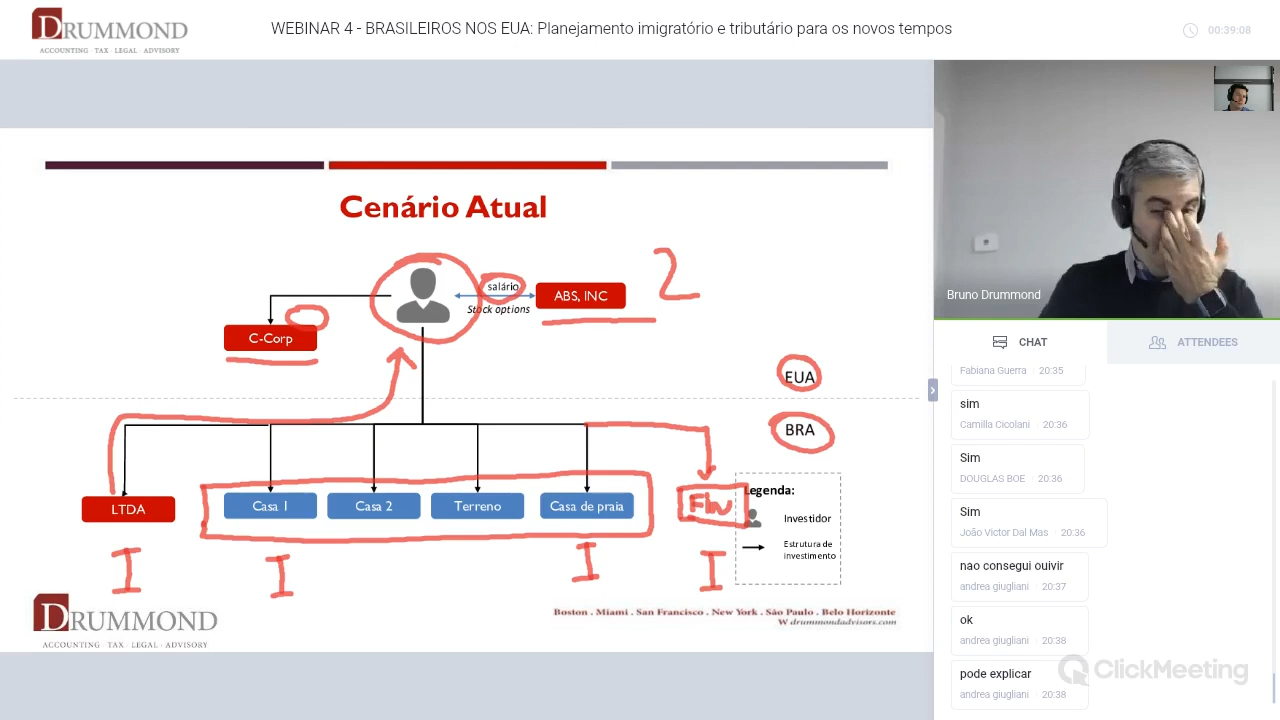 DRUMMOND
ACCOUNTING · TAX · LEGAL · ADVISORY
WEBINAR 4 - BRASILEIROS NOS EUA: Planejamento imigratório e tributário para os novos tempos
00:39:08
Cenário Atual
salário
Stock options
ABS, INC
2
C-Corp
EUA
BRA
LTDA
Casa 1
Casa 2
Terreno
Casa de praia
Legenda:
Investidor
Estrutura de
investimento
I
I
I
I
DRUMMOND
ACCOUNTING · TAX · LEGAL · ADVISORY
Boston . Miami . San Francisco . New York . São Paulo . Belo Horizonte
W drummondadvisors.com
Bruno Drummond
CHAT
ATTENDEES
Fabiana Guerra · 20:35
sim
Camilla Cicolani · 20:36
Sim
DOUGLAS BOE · 20:36
Sim
João Victor Dal Mas · 20:36
nao consegui ouivir
andrea giugliani · 20:37
ok
andrea giugliani · 20:38
pode explicar
andrea giugliani · 20:38
ClickMeeting